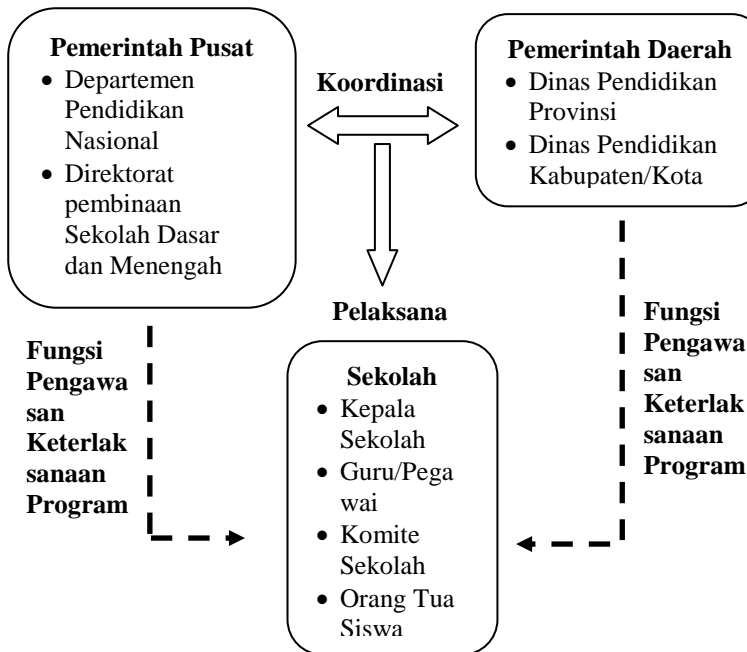 Pemerintah Pusat
• Departemen
Pendidikan
Nasional
• Direktorat
pembinaan
Sekolah Dasar
dan Menengah
Koordinasi
Pemerintah Daerah
• Dinas Pendidikan
Provinsi
• Dinas Pendidikan
Kabupaten/Kota
Fungsi
Pengawa
san
Keterlak
sanaan
Program
Pelaksana
Sekolah
• Kepala
Sekolah
• Guru/Pega
wai
• Komite
Sekolah
• Orang Tua
Siswa
Fungsi
Pengawa
san
Keterlak
sanaan
Program